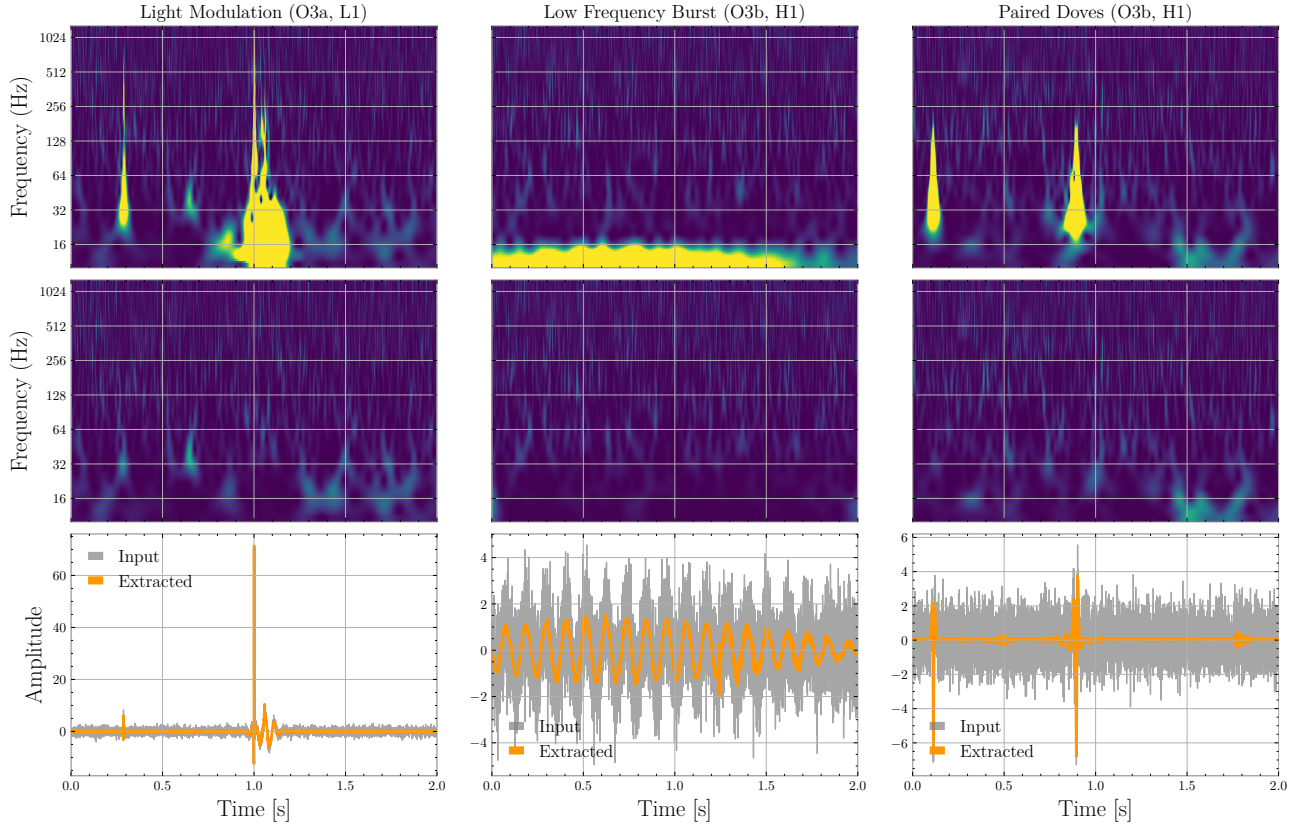 Light Modulation (O3a, L1)
Low Frequency Burst (O3b, H1)
Paired Doves (O3b, H1)
Frequency (Hz)
1024
512
256
128
64
32
16
Frequency (Hz)
1024
512
256
128
64
32
16
Amplitude
60
40
20
0
Input
Extracted
0.0 0.5 1.0 1.5 2.0
Time [s]
4
2
0
−2
−4
Input
Extracted
0.0 0.5 1.0 1.5 2.0
Time [s]
6
4
2
0
−2
−4
−6
Input
Extracted
0.0 0.5 1.0 1.5 2.0
Time [s]